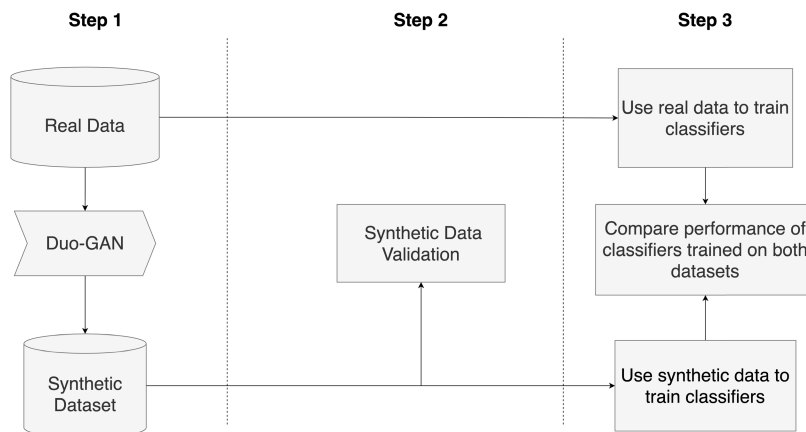 Step 1
Step 2
Step 3
Real Data
Use real data to train
classifiers
Duo-GAN
Synthetic Data
Validation
Compare performance of
classifiers trained on both
datasets
Synthetic
Dataset
Use synthetic data to
train classifiers